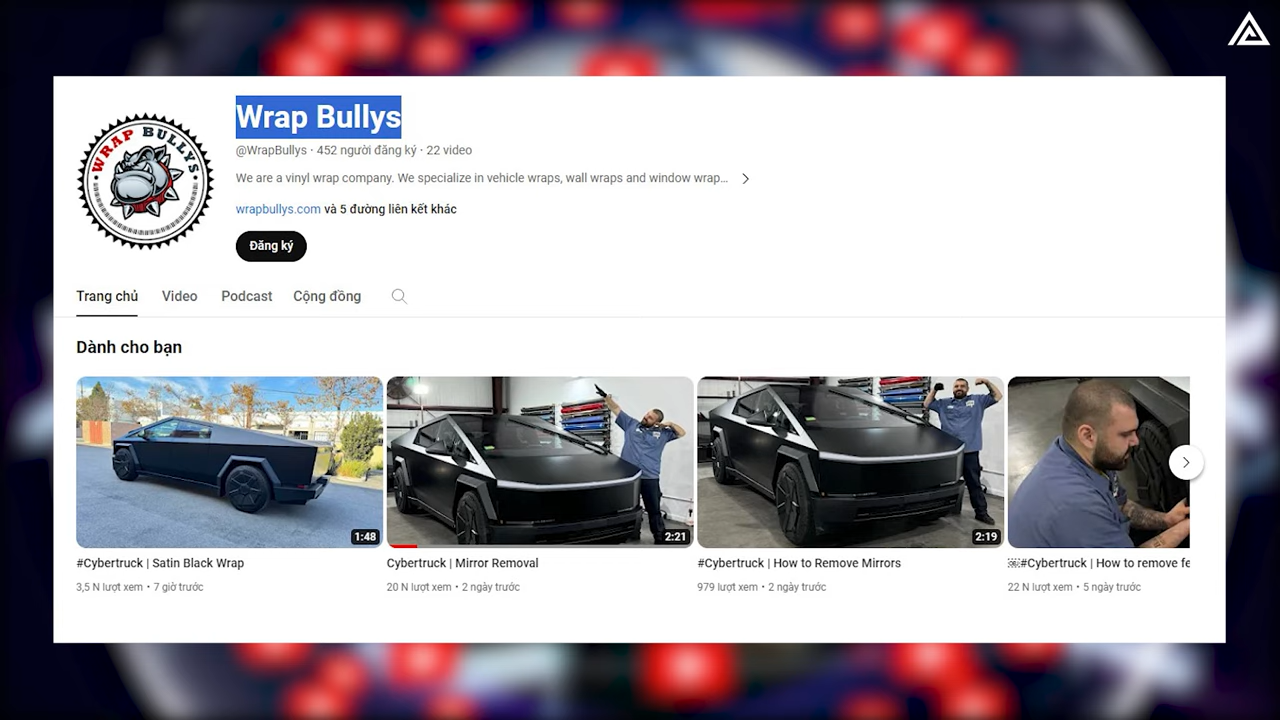 Wrap Bullys
WRAP BULLYS
@WrapBullys · 452 người đăng ký · 22 video
We are a vinyl wrap company. We specialize in vehicle wraps, wall wraps and window wrap...
wrapbullys.com và 5 đường liên kết khác
Đăng ký
Trang chủ Video Podcast Cộng đồng
Dành cho bạn
1:48 2:21 2:19
#Cybertruck | Satin Black Wrap Cybertruck | Mirror Removal #Cybertruck | How to Remove Mirrors #Cybertruck | How to remove fe
3,5 N lượt xem • 7 giờ trước 20 N lượt xem • 2 ngày trước 979 lượt xem • 2 ngày trước 22 N lượt xem • 5 ngày trước